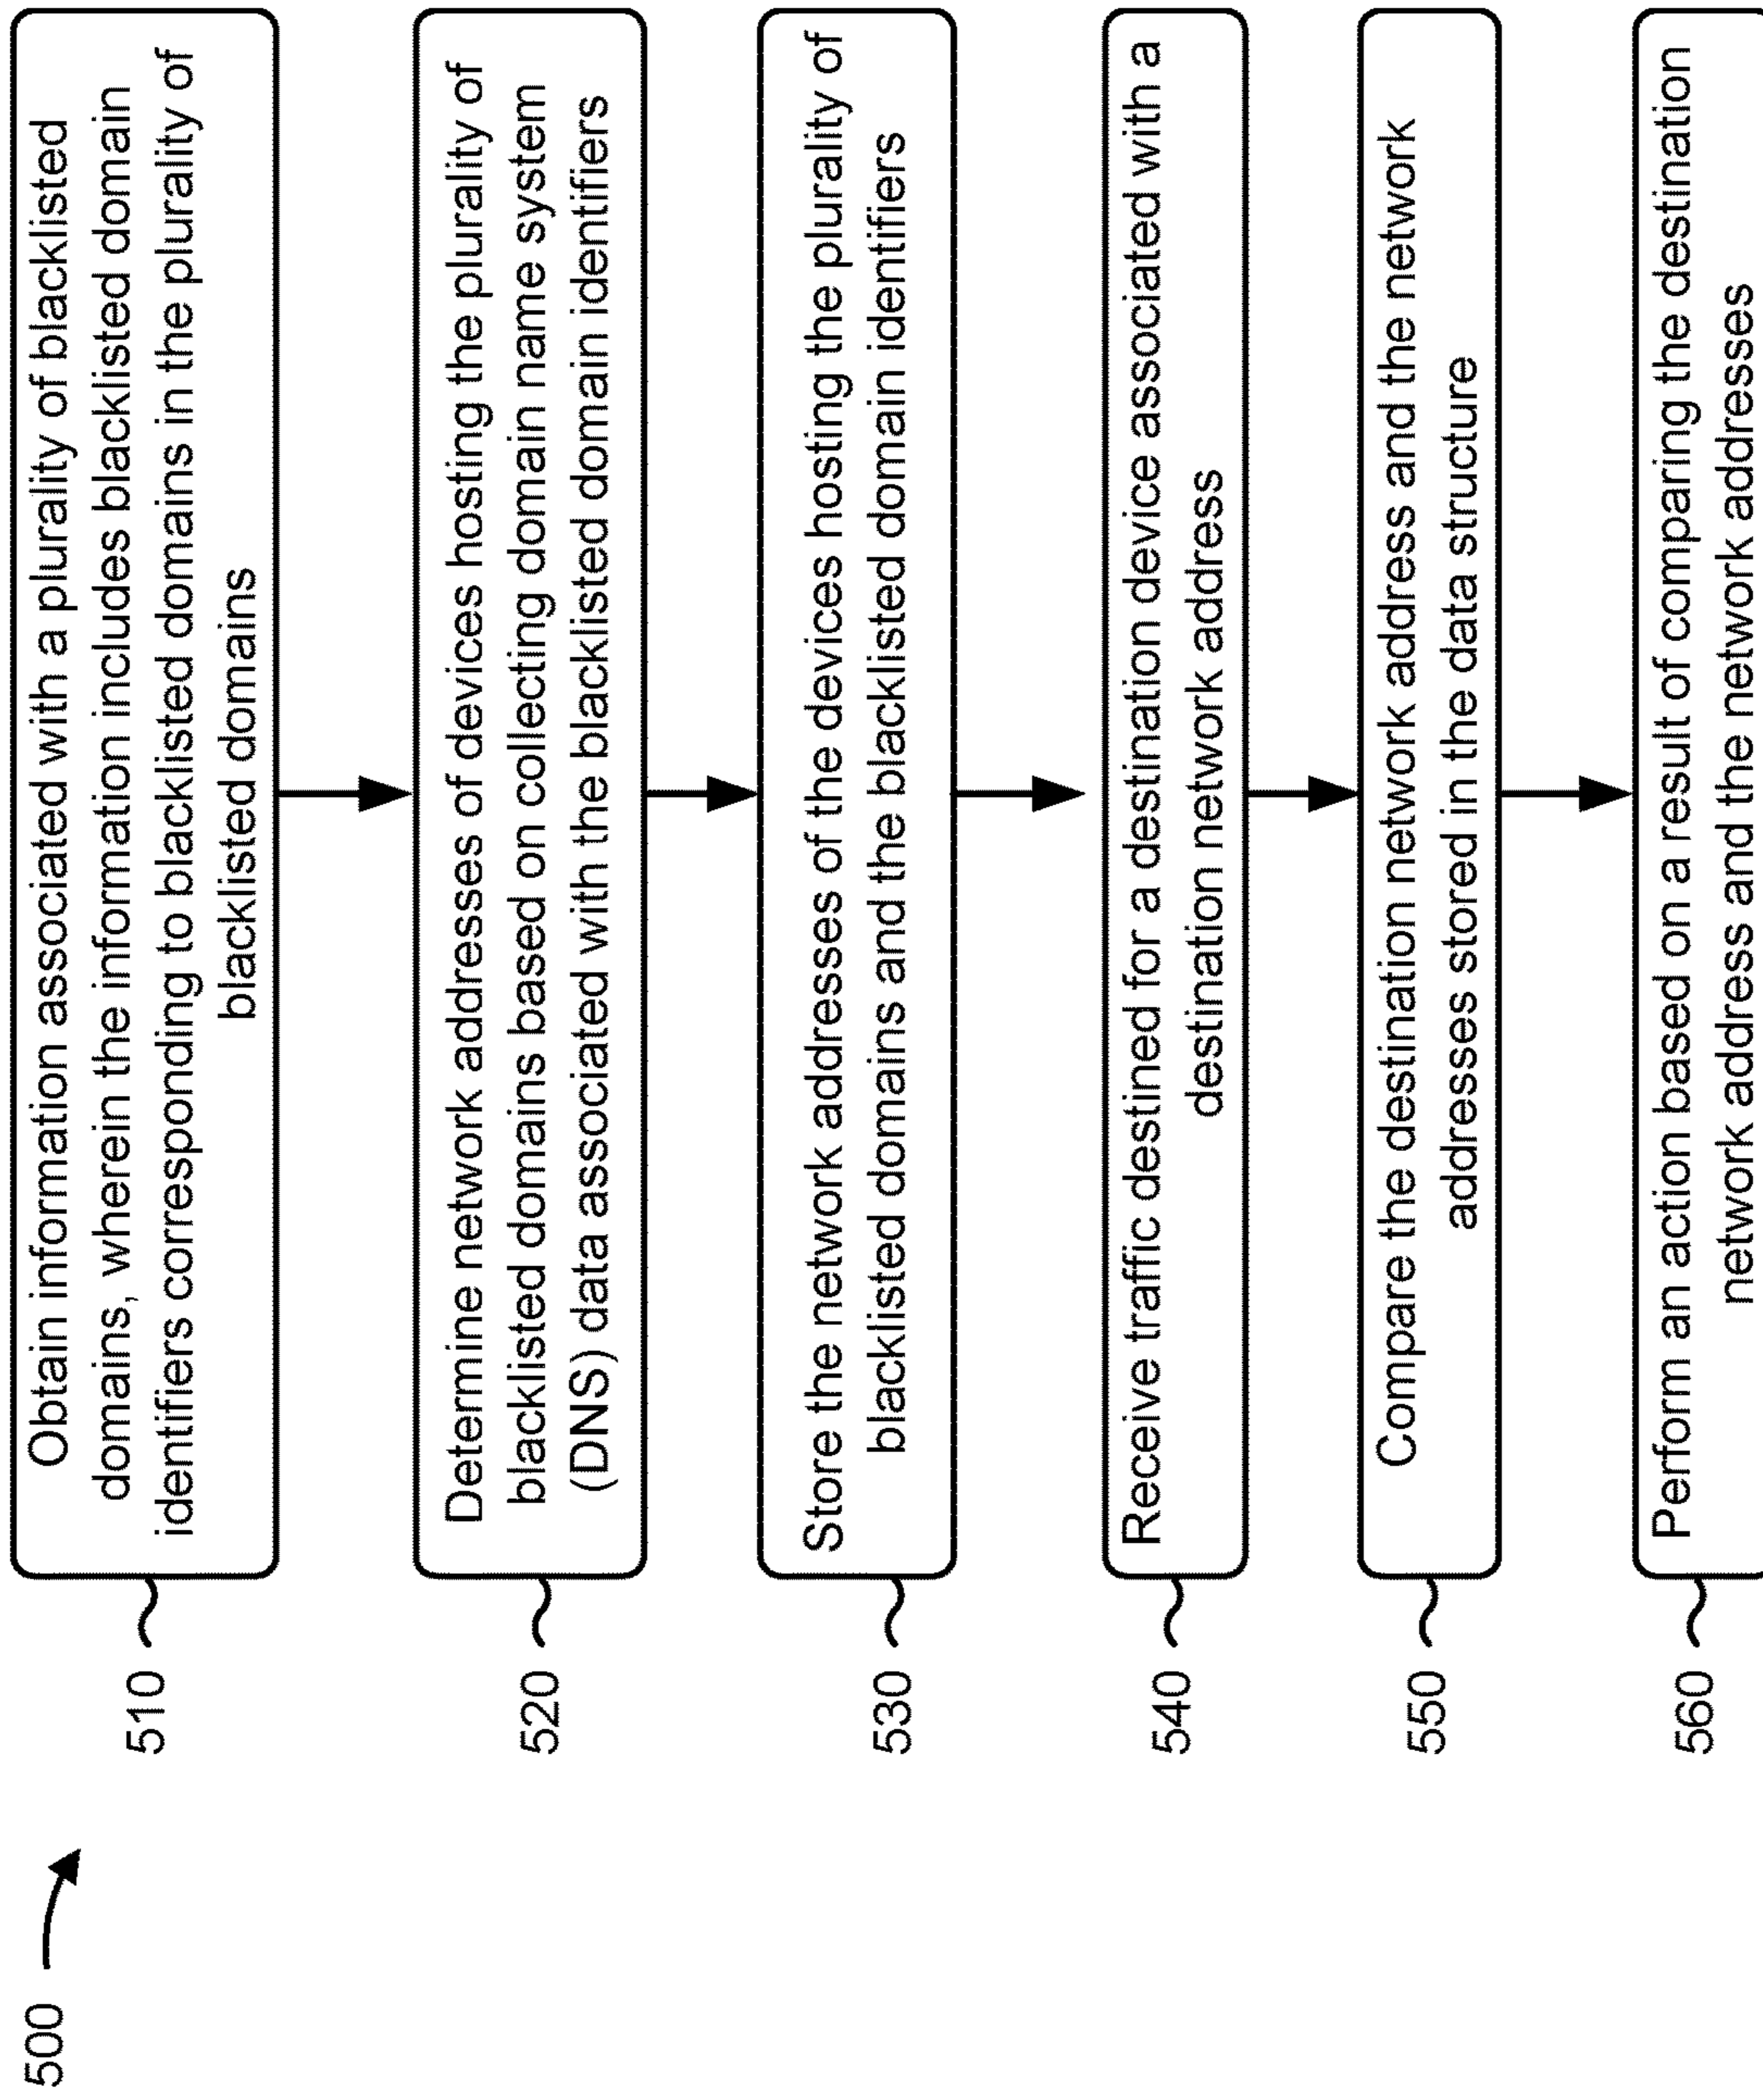 500
510
Obtain information associated with a plurality of blacklisted
domains, wherein the information includes blacklisted domain
identifiers corresponding to blacklisted domains in the plurality of
blacklisted domains
520
Determine network addresses of devices hosting the plurality of
blacklisted domains based on collecting domain name system
(DNS) data associated with the blacklisted domain identifiers
530
Store the network addresses of the devices hosting the plurality of
blacklisted domains and the blacklisted domain identifiers
540
Receive traffic destined for a destination device associated with a
destination network address
550
Compare the destination network address and the network
addresses stored in the data structure
560
Perform an action based on a result of comparing the destination
network address and the network addresses